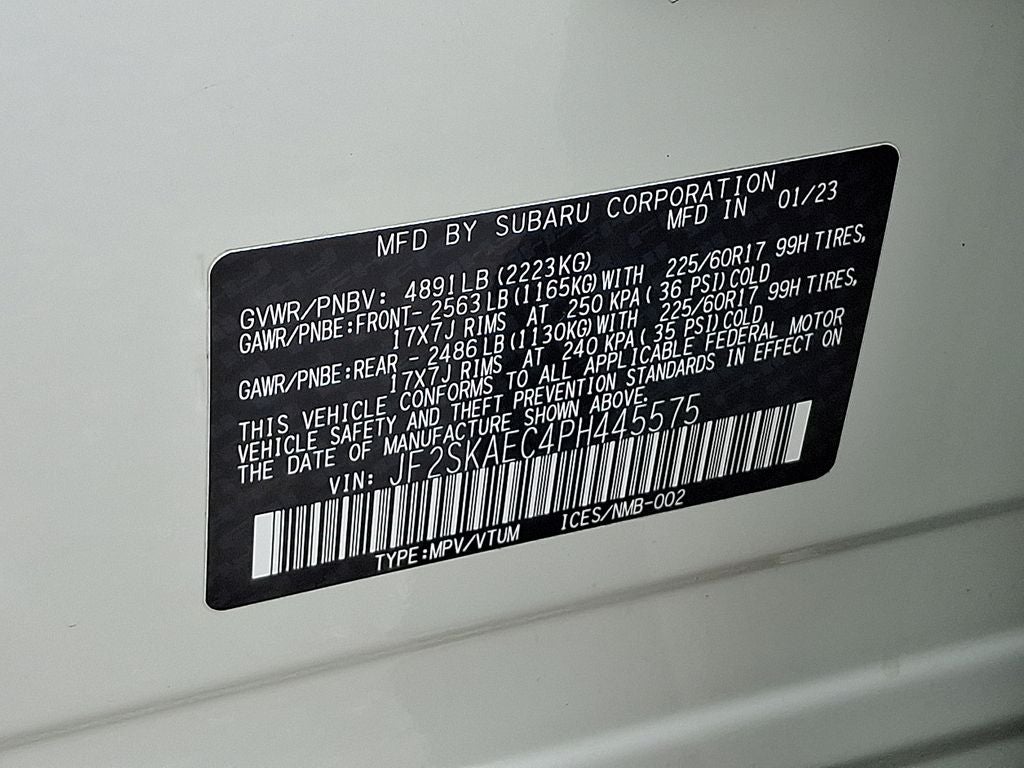 MFD BY SUBARU CORPORATION
MFD IN 01/23
GVWR/PNBV: 4891LB (2223KG)
GAWR/PNBE:FRONT- 2563LB(1165KG)WITH 225/60R17 99H TIRES,
17X7J RIMS AT 250 KPA( 36 PSI)COLD
GAWR/PNBE:REAR - 2486LB(1130KG)WITH 225/60R17 99H TIRES,
17X7J RIMS AT 240 KPA( 35 PSI)COLD
THIS VEHICLE CONFORMS TO ALL APPLICABLE FEDERAL MOTOR
VEHICLE SAFETY AND THEFT PREVENTION STANDARDS IN EFFECT ON
THE DATE OF MANUFACTURE SHOWN ABOVE.
VIN: JF2SKAEC4PH445575
TYPE:MPV/VTUM ICES/NMB-002